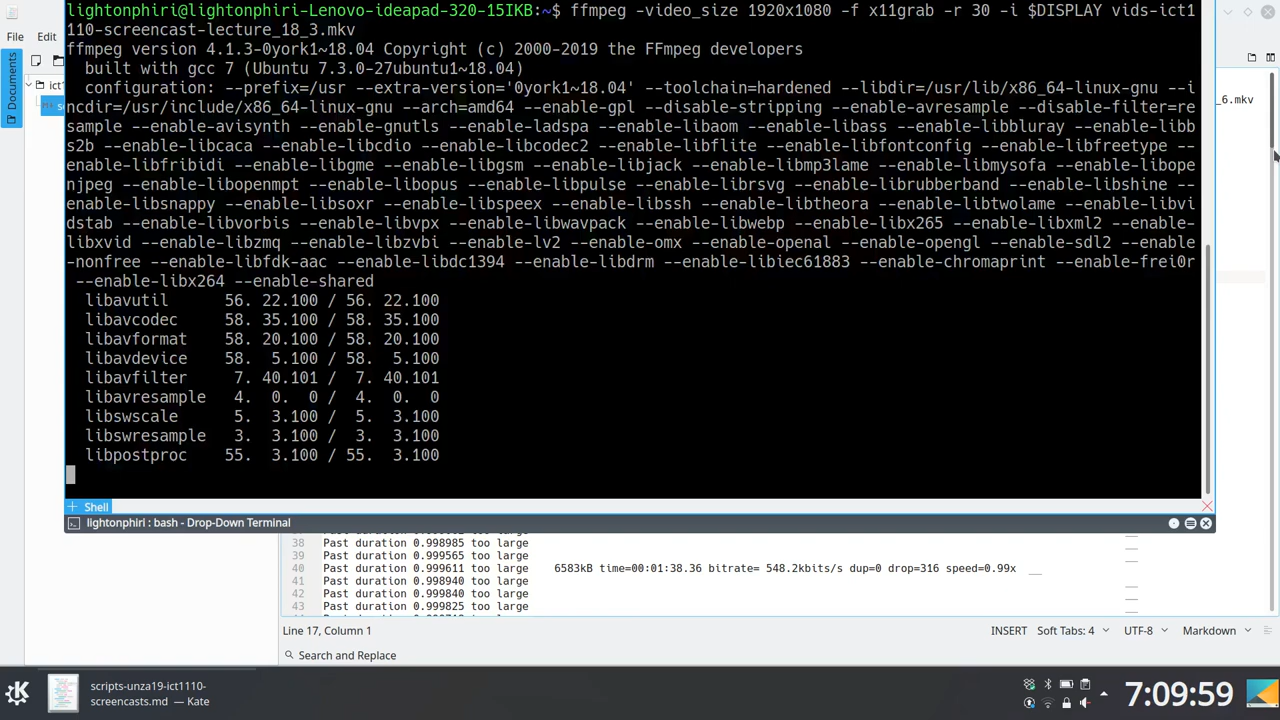 lightonphiri@lightonphiri-Lenovo-ideapad-320-15IKB:~$ ffmpeg -video_size 1920x1080 -f x11grab -r 30 -i $DISPLAY vids-ict1
110-screencast-lecture_18_3.mkv
ffmpeg version 4.1.3-0york1~18.04 Copyright (c) 2000-2019 the FFmpeg developers
built with gcc 7 (Ubuntu 7.3.0-27ubuntu1~18.04)
configuration: --prefix=/usr --extra-version='0york1~18.04' --toolchain=hardened --libdir=/usr/lib/x86_64-linux-gnu --i
ncdir=/usr/include/x86_64-linux-gnu --arch=amd64 --enable-gpl --disable-stripping --enable-avresample --disable-filter=re
sample --enable-avisynth --enable-gnutls --enable-ladspa --enable-libaom --enable-libass --enable-libbluray --enable-libb
s2b --enable-libcaca --enable-libcdio --enable-libcodec2 --enable-libflite --enable-libfontconfig --enable-libfreetype --
enable-libfribidi --enable-libgme --enable-libgsm --enable-libjack --enable-libmp3lame --enable-libmysofa --enable-libope
njpeg --enable-libopenmpt --enable-libopus --enable-libpulse --enable-librsvg --enable-librubberband --enable-libshine --
enable-libsnappy --enable-libsoxr --enable-libspeex --enable-libssh --enable-libtheora --enable-libtwolame --enable-libvi
dstab --enable-libvorbis --enable-libvpx --enable-libwavpack --enable-libwebp --enable-libx265 --enable-libxml2 --enable-
libxvid --enable-libzmq --enable-libzvbi --enable-lv2 --enable-omx --enable-openal --enable-opengl --enable-sdl2 --enable
-nonfree --enable-libfdk-aac --enable-libdc1394 --enable-libdrm --enable-libiec61883 --enable-chromaprint --enable-frei0r
--enable-libx264 --enable-shared
libavutil 56. 22.100 / 56. 22.100
libavcodec 58. 35.100 / 58. 35.100
libavformat 58. 20.100 / 58. 20.100
libavdevice 58. 5.100 / 58. 5.100
libavfilter 7. 40.101 / 7. 40.101
libavresample 4. 0. 0 / 4. 0. 0
libswscale 5. 3.100 / 5. 3.100
libswresample 3. 3.100 / 3. 3.100
libpostproc 55. 3.100 / 55. 3.100
Shell
lightonphiri : bash - Drop-Down Terminal
File Edit
Documents
ict1
_6.mkv
38 Past duration 0.998985 too large
39 Past duration 0.999565 too large
40 Past duration 0.999611 too large 6583kB time=00:01:38.36 bitrate= 548.2kbits/s dup=0 drop=316 speed=0.99x
41 Past duration 0.998940 too large
42 Past duration 0.999840 too large
43 Past duration 0.999825 too large
Line 17, Column 1
INSERT Soft Tabs: 4 UTF-8 Markdown
Search and Replace
scripts-unza19-ict1110-
screencasts.md — Kate
7:09:59